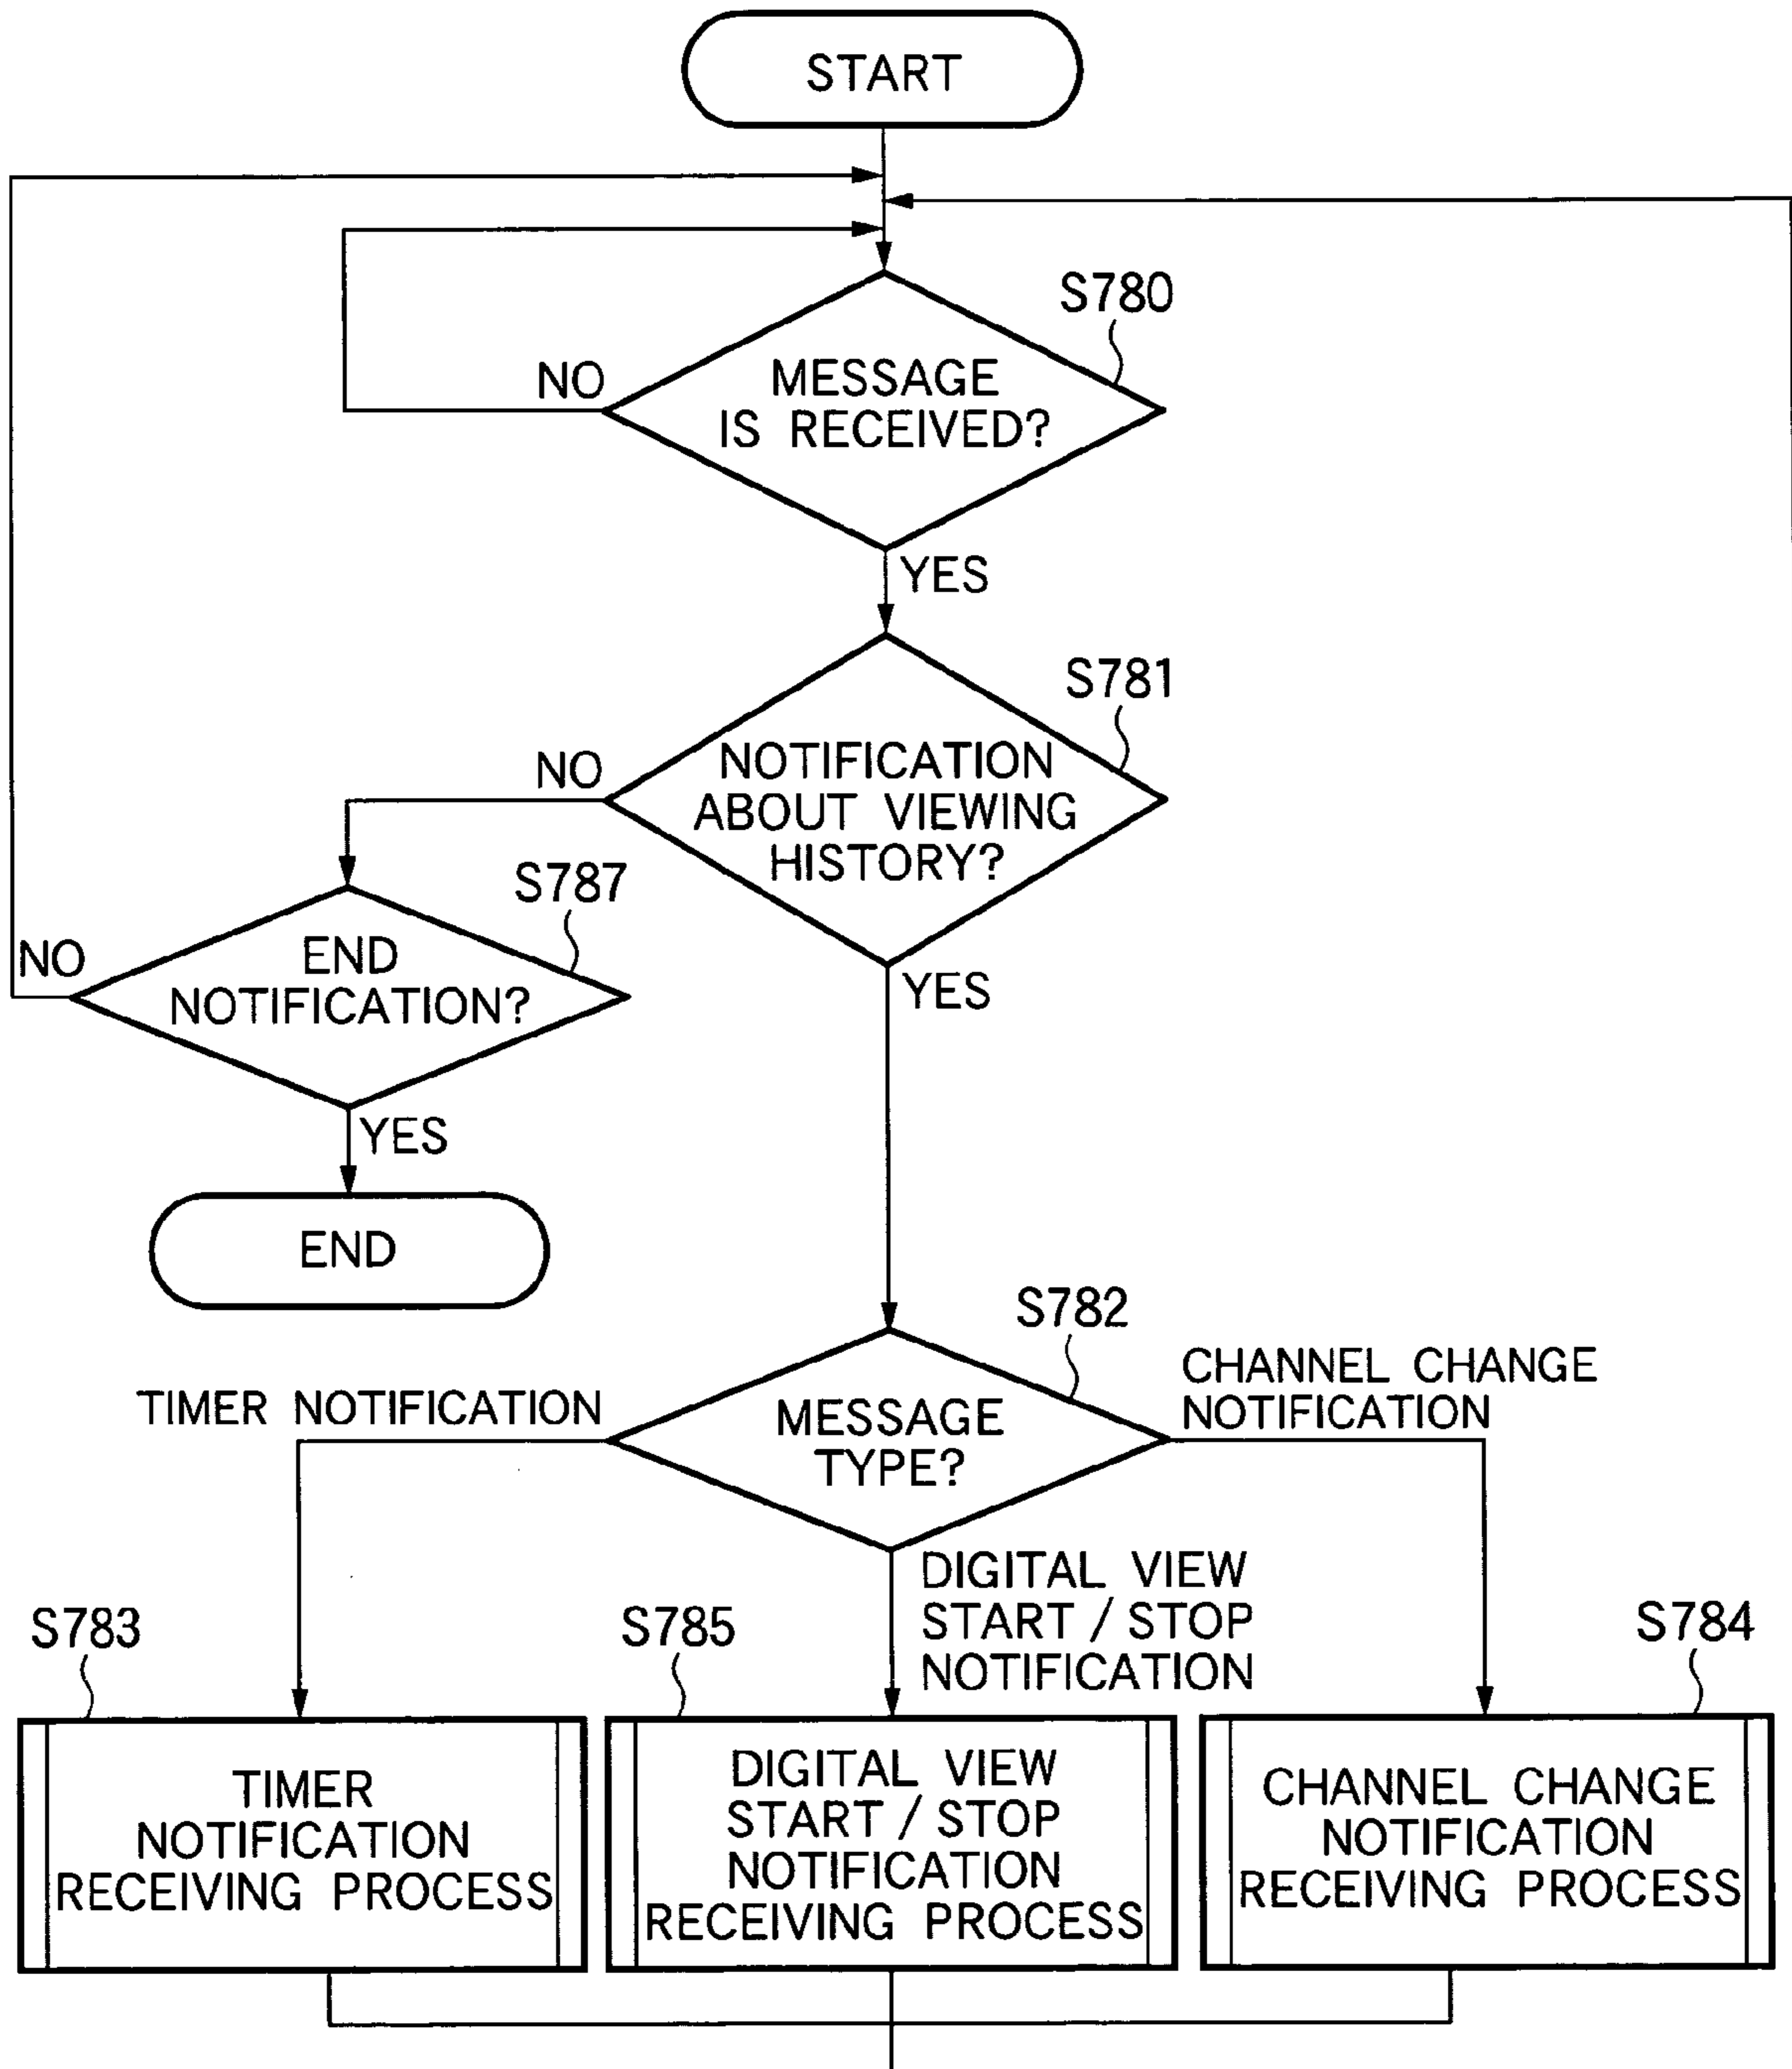 START
S780
NO
MESSAGE
IS RECEIVED?
YES
S781
NO
NOTIFICATION
ABOUT VIEWING
HISTORY?
S787
NO
END
NOTIFICATION?
YES
YES
END
S782
CHANNEL CHANGE
NOTIFICATION
TIMER NOTIFICATION
MESSAGE
TYPE?
DIGITAL VIEW
START / STOP
NOTIFICATION
S783
S785
S784
TIMER
NOTIFICATION
RECEIVING PROCESS
DIGITAL VIEW
START / STOP
NOTIFICATION
RECEIVING PROCESS
CHANNEL CHANGE
NOTIFICATION
RECEIVING PROCESS